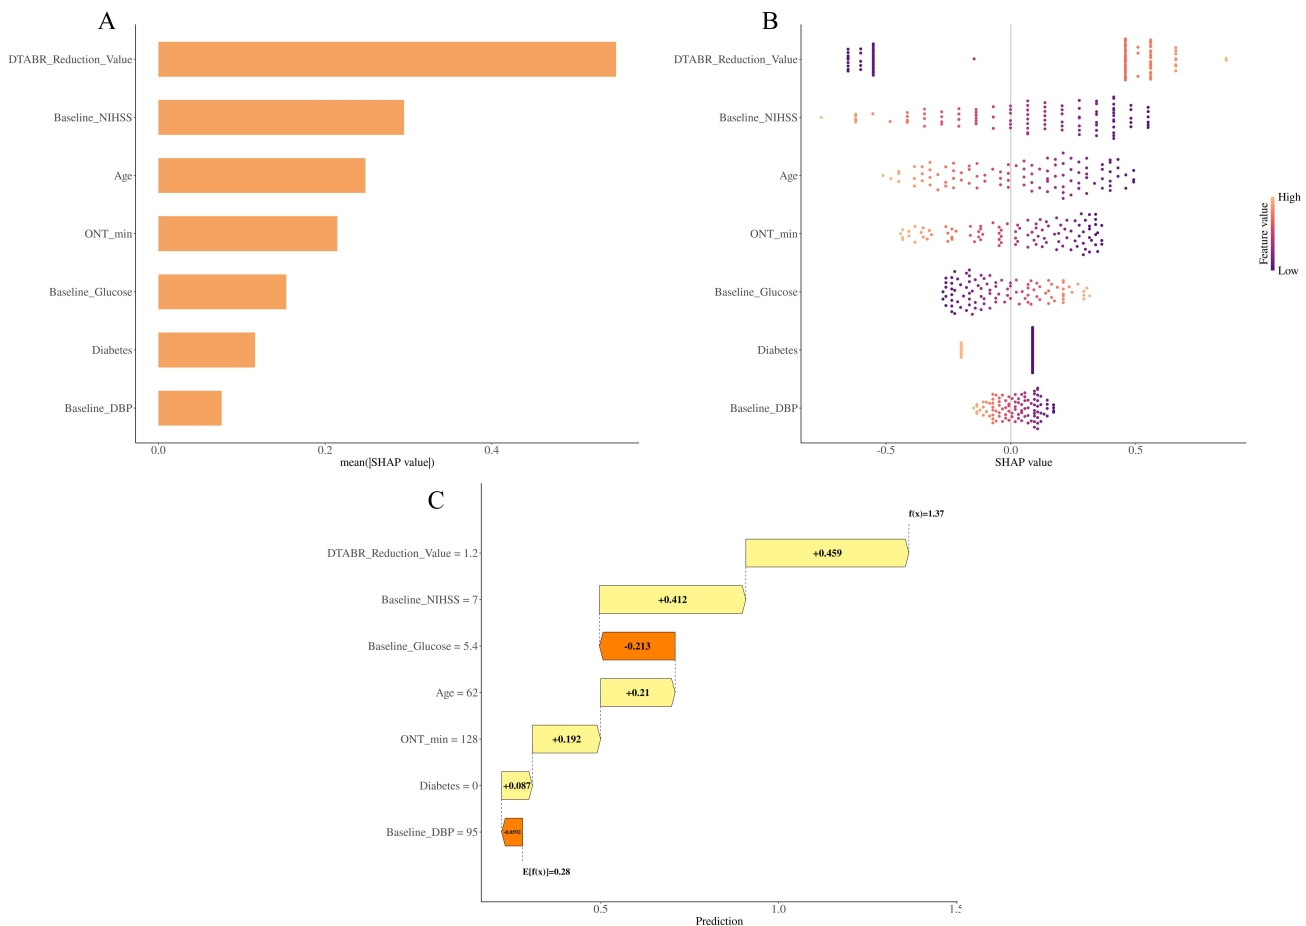 A
DTABR_Reduction_Value
Baseline_NIHSS
Age
ONT_min
Baseline_Glucose
Diabetes
Baseline_DBP
0.0
0.2
0.4
mean(|SHAP value|)
B
DTABR_Reduction_Value
Baseline_NIHSS
Age
ONT_min
Baseline_Glucose
Diabetes
Baseline_DBP
-0.5
0.0
0.5
SHAP value
High
Feature value
Low
C
f(x)=1.37
DTABR_Reduction_Value = 1.2
+0.459
Baseline_NIHSS = 7
+0.412
Baseline_Glucose = 5.4
-0.213
Age = 62
+0.21
ONT_min = 128
+0.192
Diabetes = 0
+0.087
Baseline_DBP = 95
-0.0592
E[f(x)]=0.28
0.5
1.0
Prediction